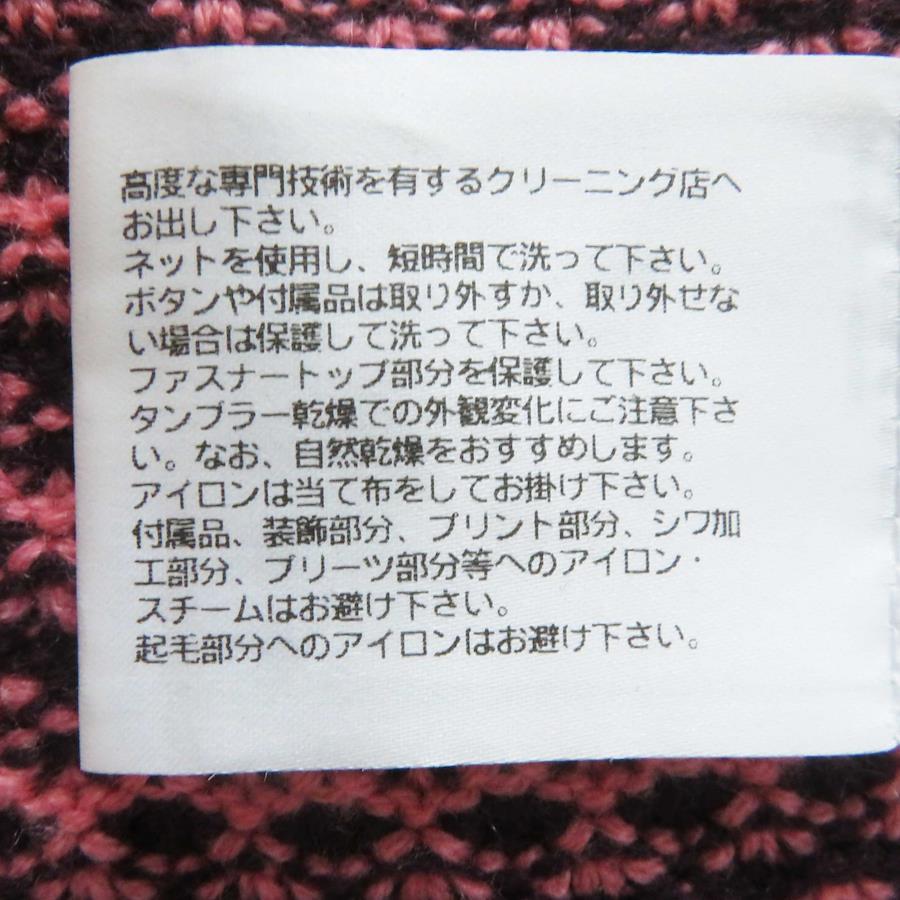 高度な専門技術を有するクリーニング店へ
お出し下さい。
ネットを使用し、短時間で洗って下さい。
ボタンや付属品は取り外すか、取り外せな
い場合は保護して洗って下さい。
ファスナートップ部分を保護して下さい。
タンブラー乾燥での外観変化にご注意下さ
い。なお、自然乾燥をおすすめします。
アイロンは当て布をしてお掛け下さい。
付属品、装飾部分、プリント部分、シワ加
工部分、プリーツ部分等へのアイロン・
スチームはお避け下さい。
起毛部分へのアイロンはお避け下さい。